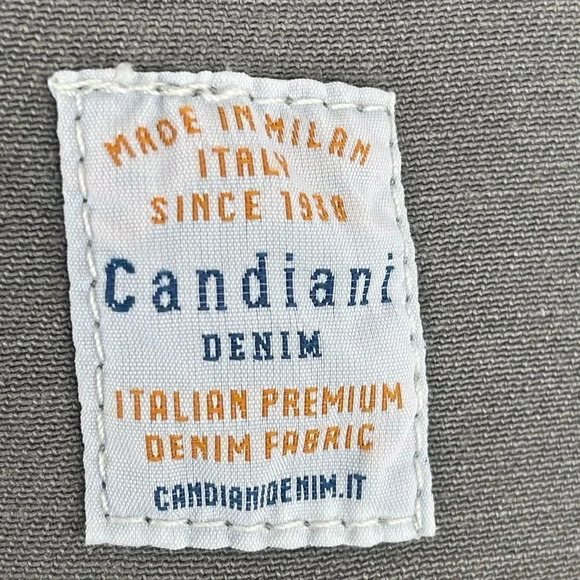 MADE IN MILAN
ITALY
SINCE 1938
Candiani
DENIM
ITALIAN PREMIUM
DENIM FABRIC
CANDIANIDENIM.IT